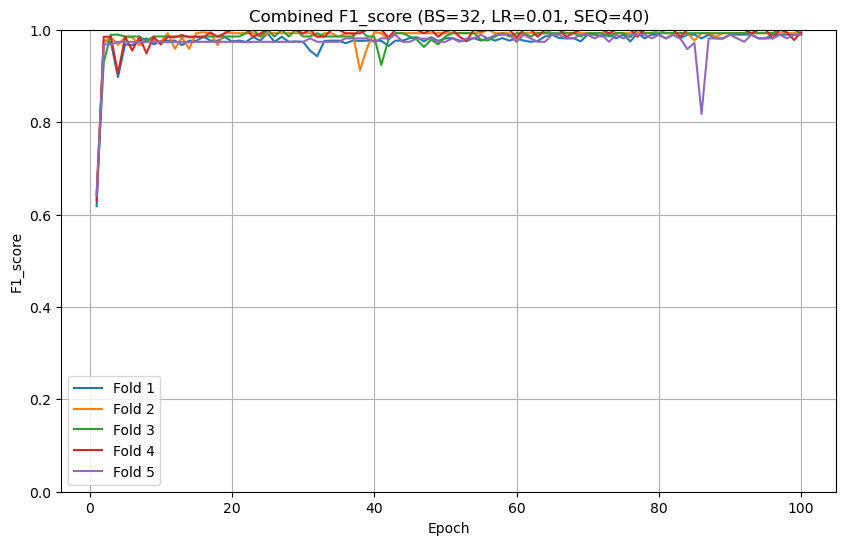 Combined F1_score (BS=32, LR=0.01, SEQ=40)
1.0
0.8
0.6
0.4
0.2
0.0
F1_score
Fold 1
Fold 2
Fold 3
Fold 4
Fold 5
0
20
40
60
80
100
Epoch